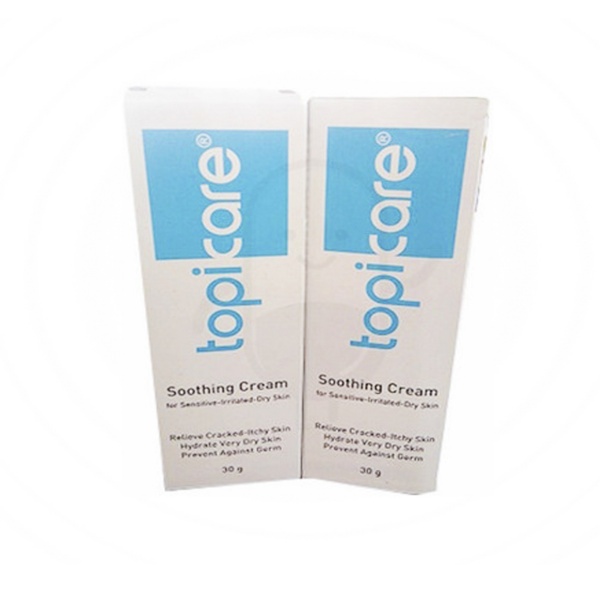 topicare®
Soothing Cream
for Sensitive-Irritated-Dry Skin
Relieve Cracked-Itchy Skin
Hydrate Very Dry Skin
Prevent Against Germ
30 g
topicare®
Soothing Cream
for Sensitive-Irritated-Dry Skin
Relieve Cracked-Itchy Skin
Hydrate Very Dry Skin
Prevent Against Germ
30 g